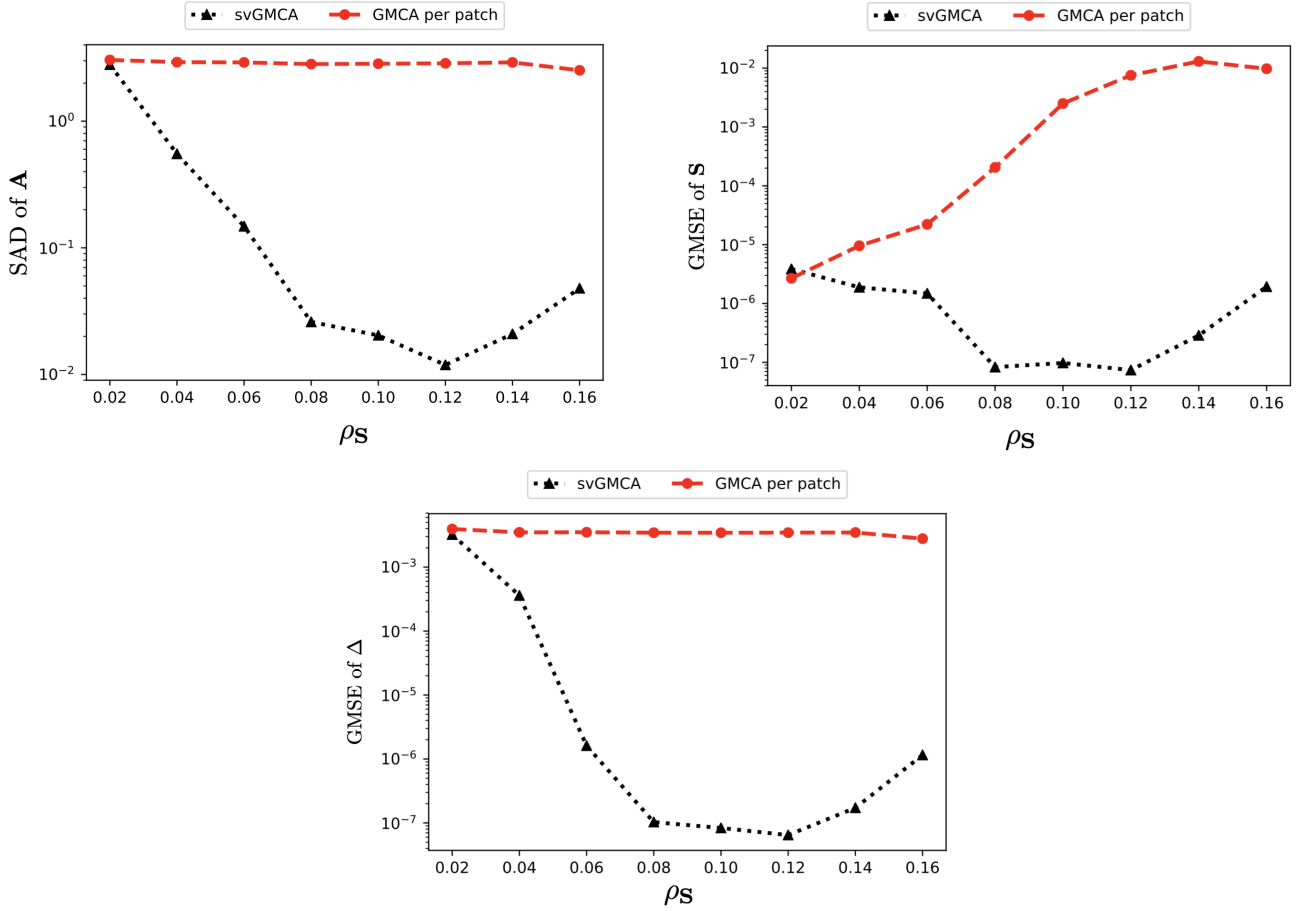 svGMCA GMCA per patch
SAD of A
10⁰
10⁻¹
10⁻²
0.02 0.04 0.06 0.08 0.10 0.12 0.14 0.16
ρS
svGMCA GMCA per patch
GMSE of S
10⁻²
10⁻³
10⁻⁴
10⁻⁵
10⁻⁶
10⁻⁷
0.02 0.04 0.06 0.08 0.10 0.12 0.14 0.16
ρS
svGMCA GMCA per patch
GMSE of Δ
10⁻³
10⁻⁴
10⁻⁵
10⁻⁶
10⁻⁷
0.02 0.04 0.06 0.08 0.10 0.12 0.14 0.16
ρS